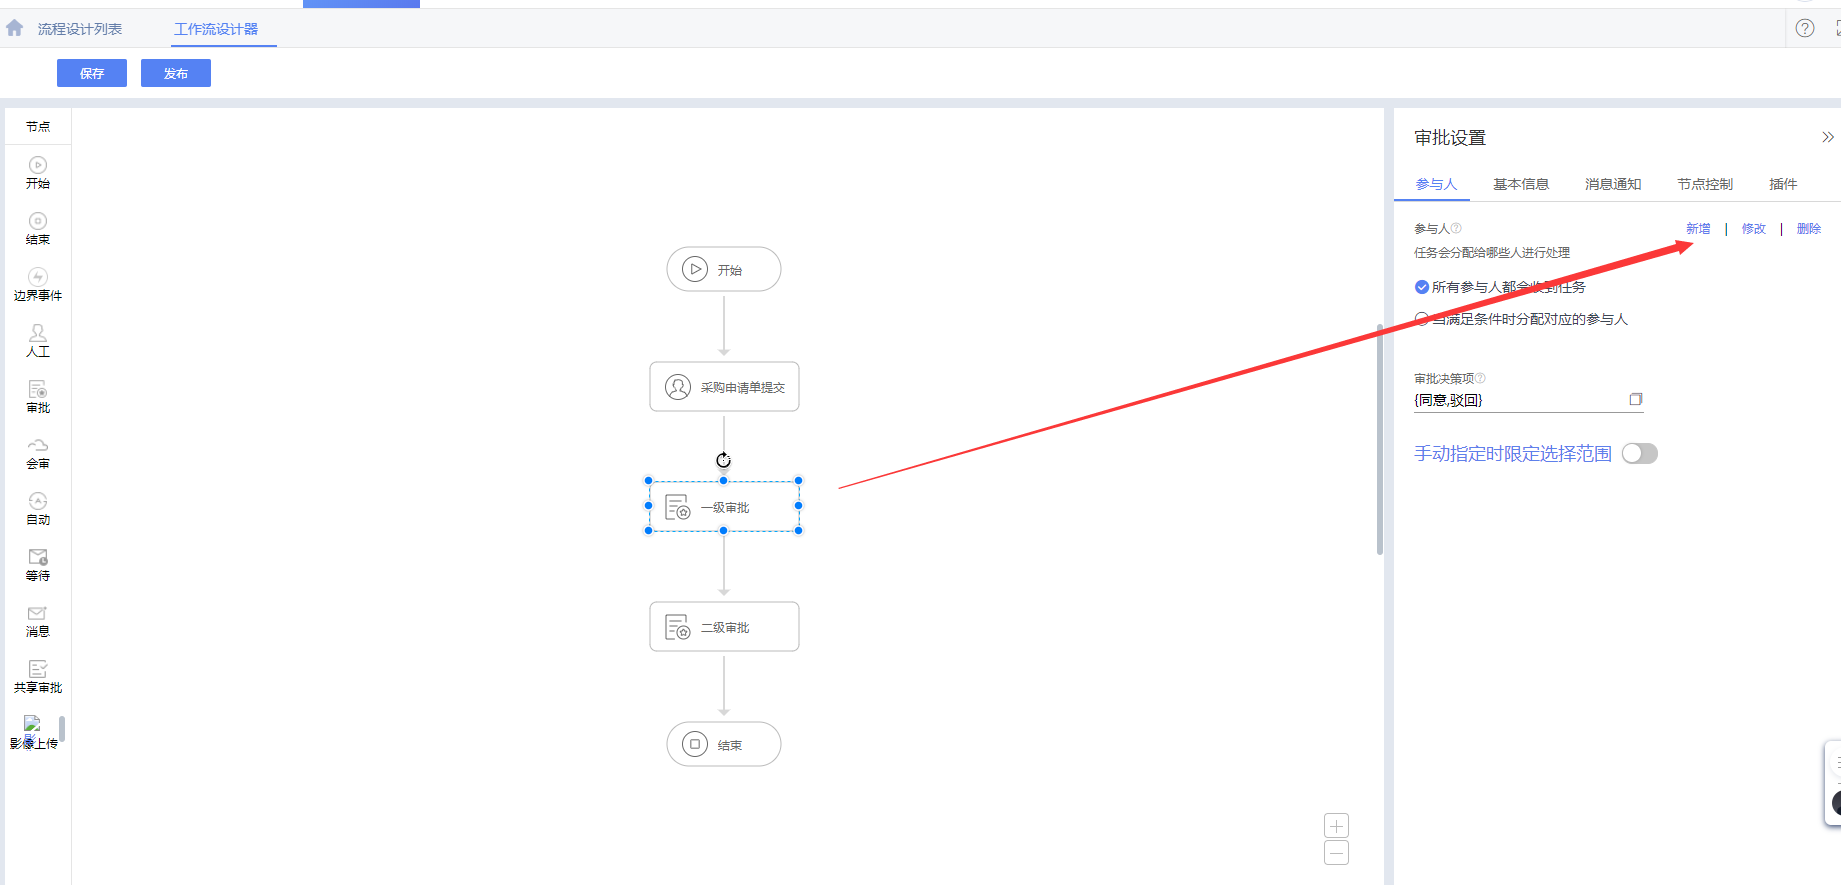 流程设计列表 工作流设计器
保存 发布
节点
开始
结束
边界事件
人工
审批
会审
自动
等待
消息
共享审批
影像上传
开始
采购申请单提交
一级审批
二级审批
结束
审批设置
参与人 基本信息 消息通知 节点控制 插件
参与人 新增 | 修改 | 删除
任务会分配给哪些人进行处理
所有参与人都会收到任务
当满足条件时分配对应的参与人
审批决策项
{同意,驳回}
手动指定时限定选择范围